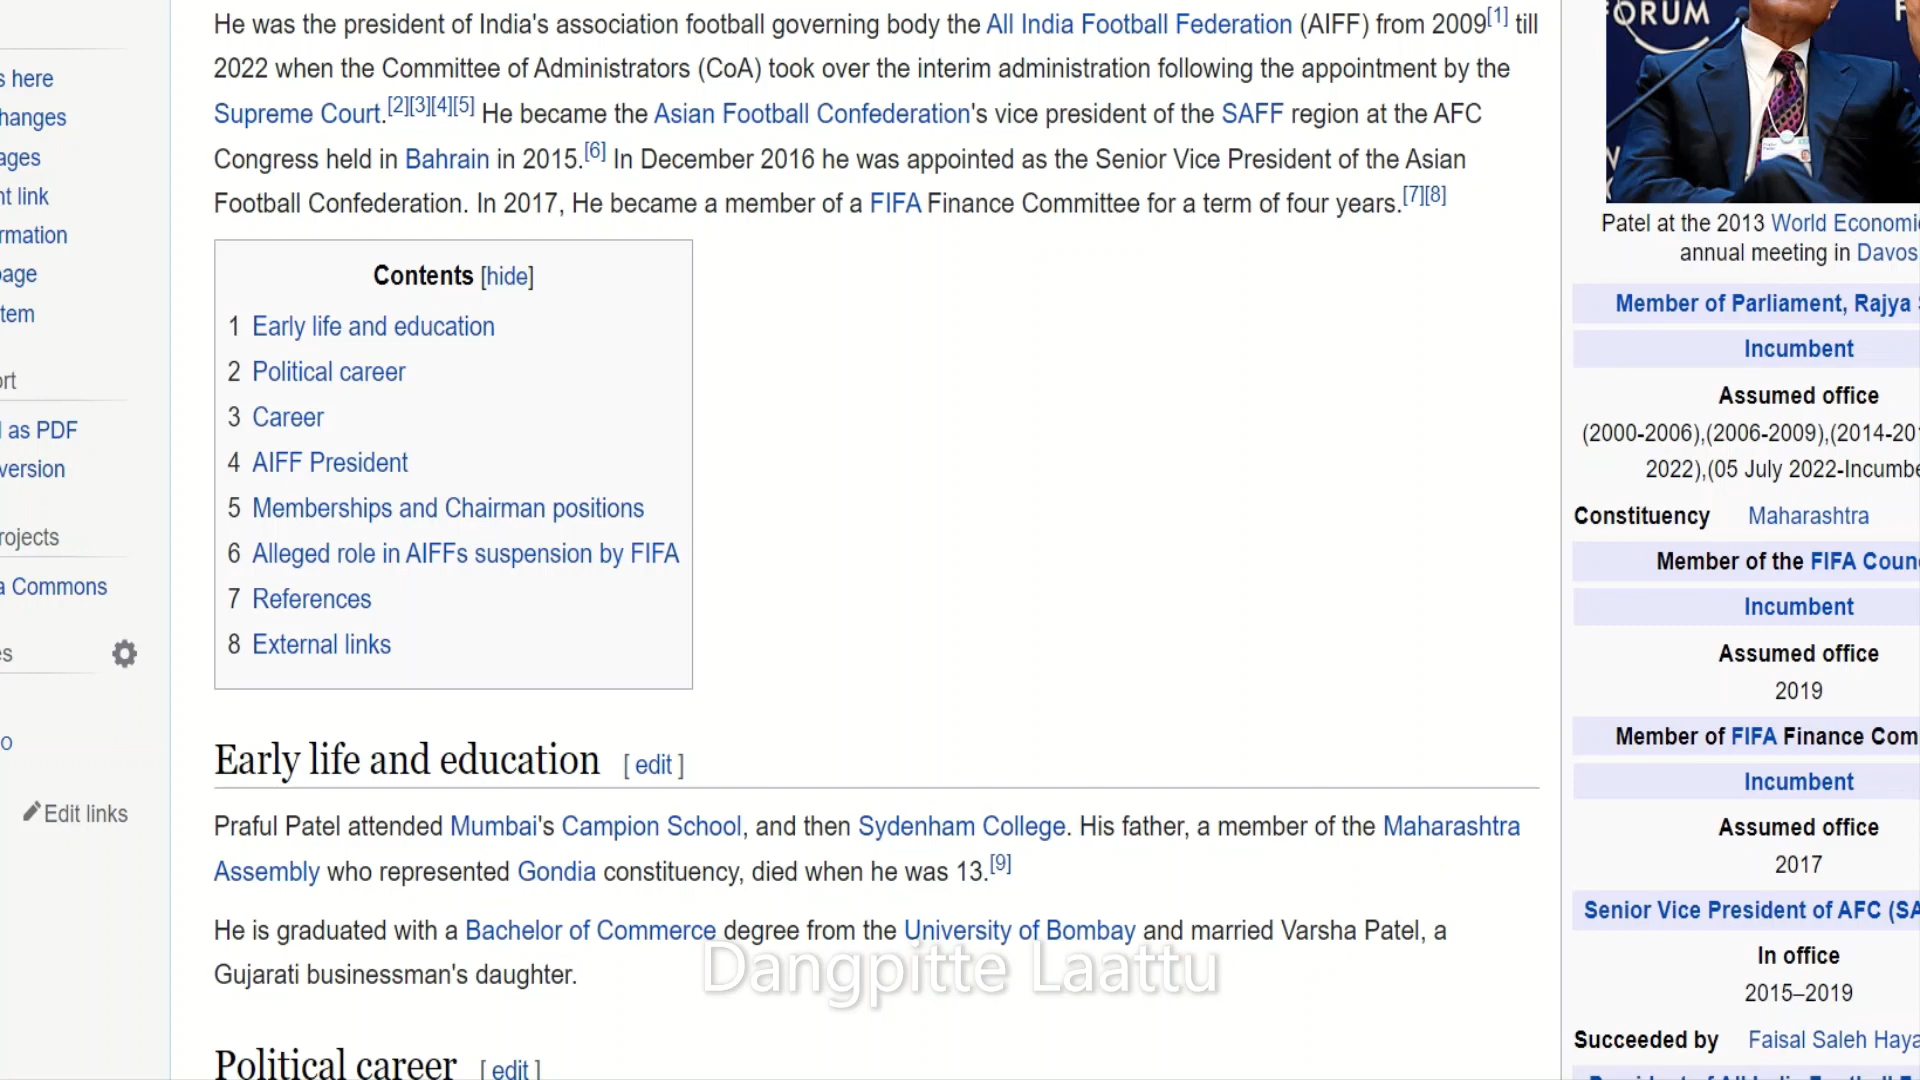 He was the president of India's association football governing body the All India Football Federation (AIFF) from 2009[1] till
2022 when the Committee of Administrators (CoA) took over the interim administration following the appointment by the
Supreme Court.[2][3][4][5] He became the Asian Football Confederation's vice president of the SAFF region at the AFC
Congress held in Bahrain in 2015.[6] In December 2016 he was appointed as the Senior Vice President of the Asian
Football Confederation. In 2017, He became a member of a FIFA Finance Committee for a term of four years.[7][8]
Contents [hide]
1 Early life and education
2 Political career
3 Career
4 AIFF President
5 Memberships and Chairman positions
6 Alleged role in AIFFs suspension by FIFA
7 References
8 External links
Early life and education [ edit ]
Praful Patel attended Mumbai's Campion School, and then Sydenham College. His father, a member of the Maharashtra
Assembly who represented Gondia constituency, died when he was 13.[9]
He is graduated with a Bachelor of Commerce degree from the University of Bombay and married Varsha Patel, a
Gujarati businessman's daughter.
Political career [ edit ]
Dangpitte Laattu
s here
hanges
ages
nt link
rmation
page
tem
ort
as PDF
version
rojects
a Commons
es
o
Edit links
FORUM
Patel at the 2013 World Economi
annual meeting in Davos
Member of Parliament, Rajya
Incumbent
Assumed office
(2000-2006),(2006-2009),(2014-20
2022),(05 July 2022-Incumbe
Constituency Maharashtra
Member of the FIFA Coun
Incumbent
Assumed office
2019
Member of FIFA Finance Com
Incumbent
Assumed office
2017
Senior Vice President of AFC (SA
In office
2015–2019
Succeeded by Faisal Saleh Haya